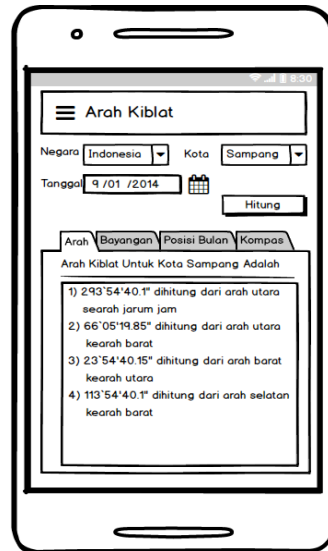 8:30
Arah Kiblat
Negara Indonesia Kota Sampang
Tanggal 9 /01 /2014
Hitung
Arah Bayangan Posisi Bulan Kompas
Arah Kiblat Untuk Kota Sampang Adalah
1) 293°54'40.1" dihitung dari arah utara
searah jarum jam
2) 66°05'19.85" dihitung dari arah utara
kearah barat
3) 23°54'40.15" dihitung dari arah barat
kearah utara
4) 113°54'40.1" dihitung dari arah selatan
kearah barat